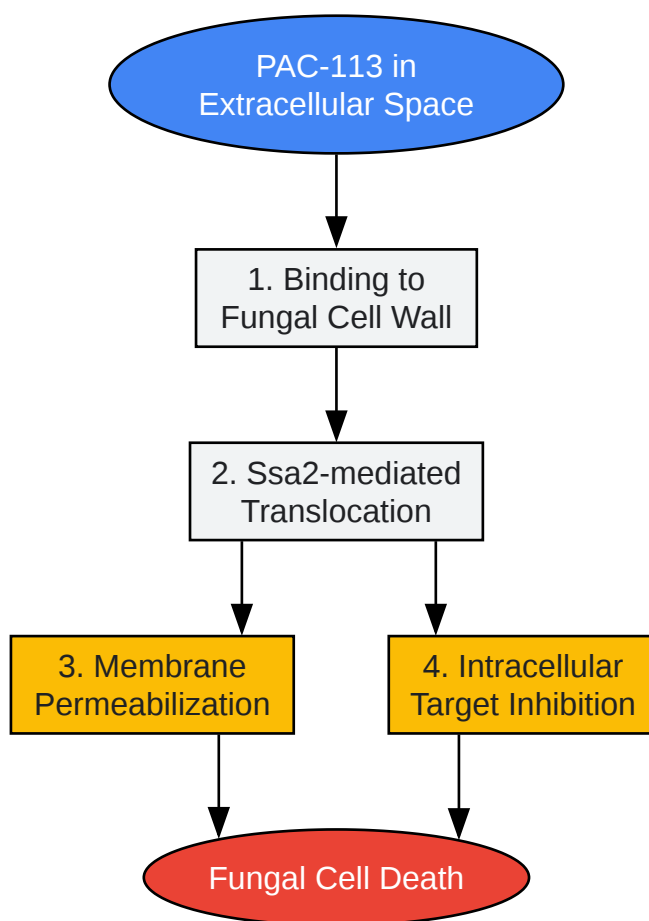 PAC-113 in
Extracellular Space
1. Binding to
Fungal Cell Wall
2. Ssa2-mediated
Translocation
3. Membrane
Permeabilization
4. Intracellular
Target Inhibition
Fungal Cell Death